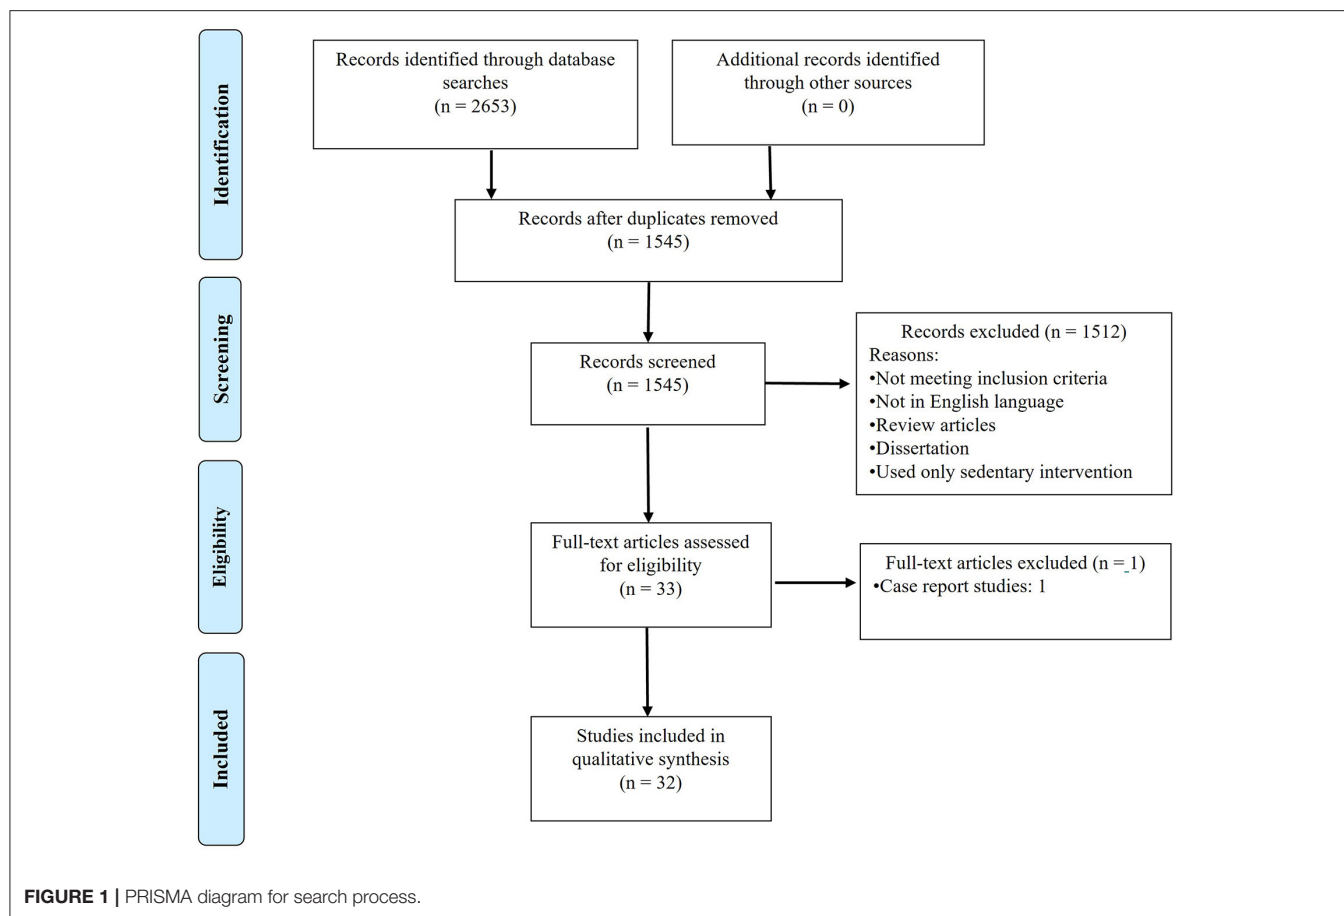 Identification
Records identified through database
searches
(n = 2653)
Additional records identified
through other sources
(n = 0)
Records after duplicates removed
(n = 1545)
Screening
Records screened
(n = 1545)
Records excluded (n = 1512)
Reasons:
•Not meeting inclusion criteria
•Not in English language
•Review articles
•Dissertation
•Used only sedentary intervention
Eligibility
Full-text articles assessed
for eligibility
(n = 33)
Full-text articles excluded (n = 1)
•Case report studies: 1
Included
Studies included in
qualitative synthesis
(n = 32)
FIGURE 1 | PRISMA diagram for search process.